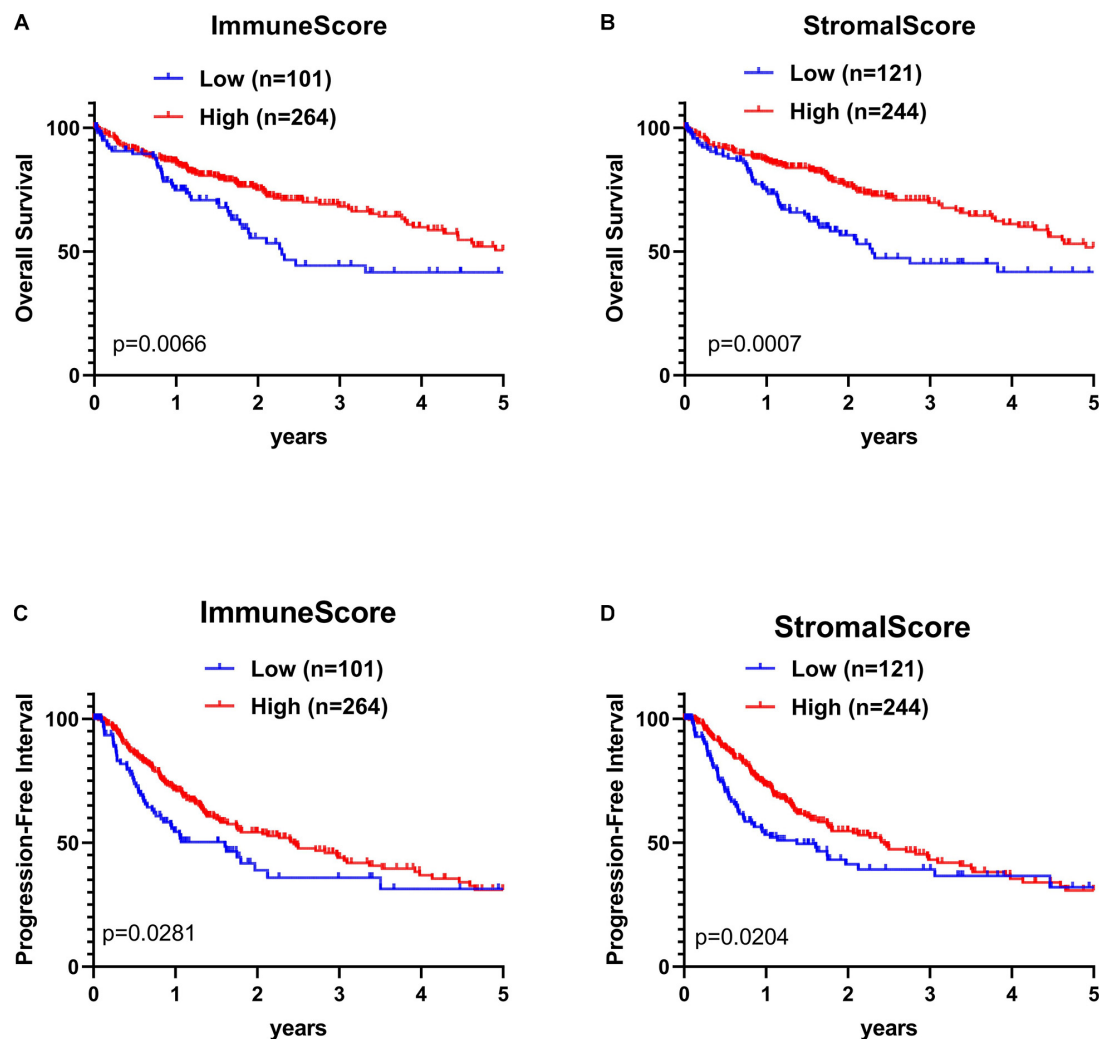 A
ImmuneScore
Low (n=101)
High (n=264)
Overall Survival
100
50
0
p=0.0066
0 1 2 3 4 5
years
B
StromalScore
Low (n=121)
High (n=244)
Overall Survival
100
50
0
p=0.0007
0 1 2 3 4 5
years
C
ImmuneScore
Low (n=101)
High (n=264)
Progression-Free Interval
100
50
0
p=0.0281
0 1 2 3 4 5
years
D
StromalScore
Low (n=121)
High (n=244)
Progression-Free Interval
100
50
0
p=0.0204
0 1 2 3 4 5
years